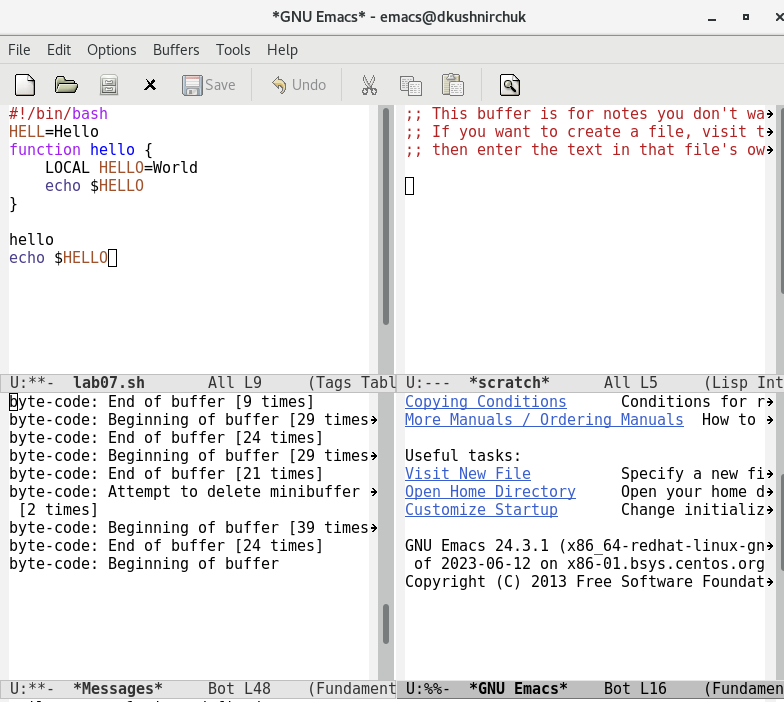 *GNU Emacs* - emacs@dkushnirchuk
File Edit Options Buffers Tools Help
Save Undo
#!/bin/bash
HELL=Hello
function hello {
    LOCAL HELLO=World
    echo $HELLO
}
hello
echo $HELLO
U:**-  lab07.sh       All L9     (Tags Tabl
;; This buffer is for notes you don't wa
;; If you want to create a file, visit t
;; then enter the text in that file's ow
U:---  *scratch*      All L5     (Lisp Int
byte-code: End of buffer [9 times]
byte-code: Beginning of buffer [29 times
byte-code: End of buffer [24 times]
byte-code: Beginning of buffer [29 times
byte-code: End of buffer [21 times]
byte-code: Attempt to delete minibuffer
 [2 times]
byte-code: Beginning of buffer [39 times
byte-code: End of buffer [24 times]
byte-code: Beginning of buffer
U:**-  *Messages*     Bot L48    (Fundament
Copying Conditions      Conditions for r
More Manuals / Ordering Manuals  How to
Useful tasks:
Visit New File          Specify a new fi
Open Home Directory     Open your home d
Customize Startup       Change initializ
GNU Emacs 24.3.1 (x86_64-redhat-linux-gn
 of 2023-06-12 on x86-01.bsys.centos.org
Copyright (C) 2013 Free Software Foundat
U:%%-  *GNU Emacs*    Bot L16    (Fundamen